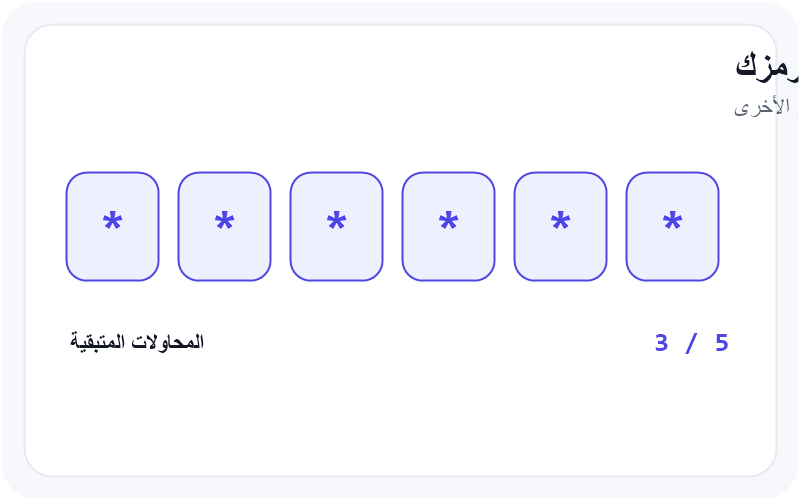 رمزك
الأخرى
* * * * * *
المحاولات المتبقية
3 / 5